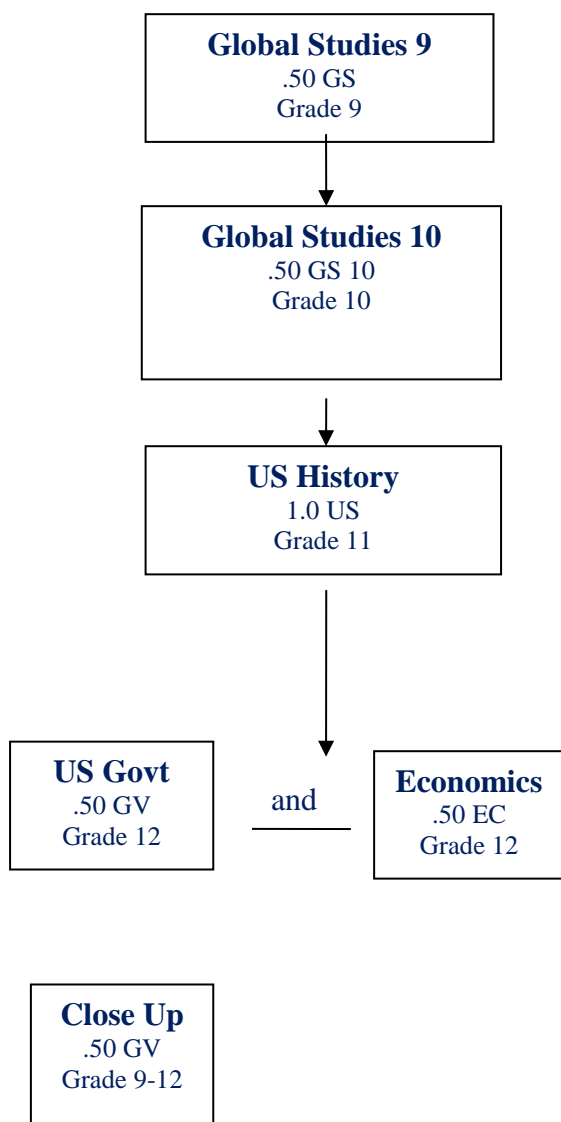 Global Studies 9
.50 GS
Grade 9
Global Studies 10
.50 GS 10
Grade 10
US History
1.0 US
Grade 11
US Govt
.50 GV
Grade 12
and
Economics
.50 EC
Grade 12
Close Up
.50 GV
Grade 9-12